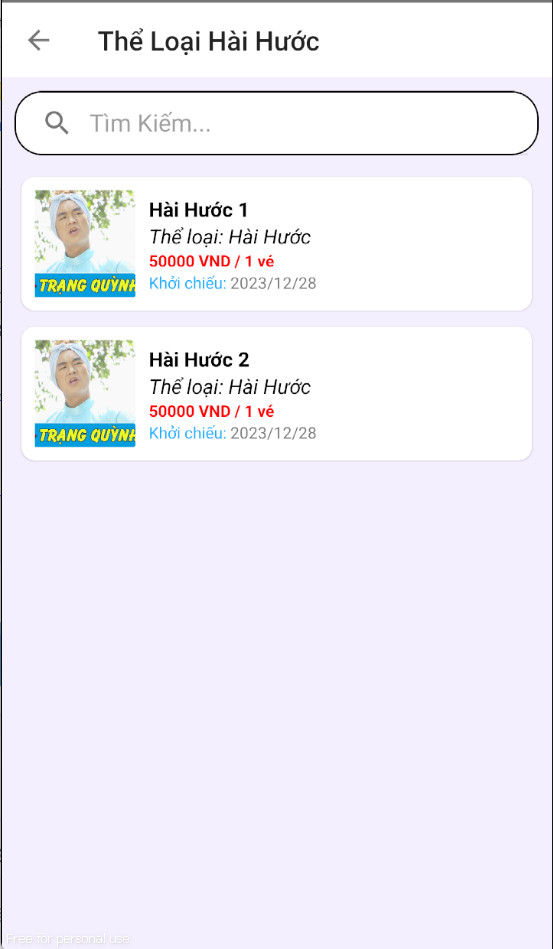 Thể Loại Hài Hước
Tìm Kiếm...
Hài Hước 1
Thể loại: Hài Hước
50000 VND / 1 vé
Khởi chiếu: 2023/12/28
TRẠNG QUỲNH
Hài Hước 2
Thể loại: Hài Hước
50000 VND / 1 vé
Khởi chiếu: 2023/12/28
TRẠNG QUỲNH
Free for personal use